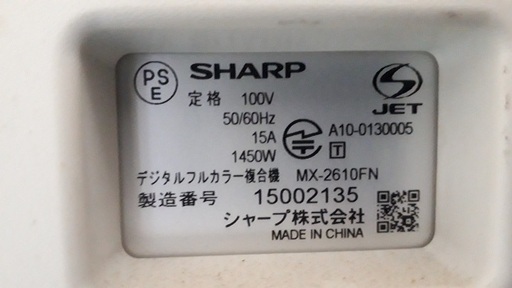 PS
E
SHARP
JET
定格 100V
50/60Hz
15A
1450W
A10-0130005
T
デジタルフルカラー複合機 MX-2610FN
製造番号 15002135
シャープ株式会社
MADE IN CHINA